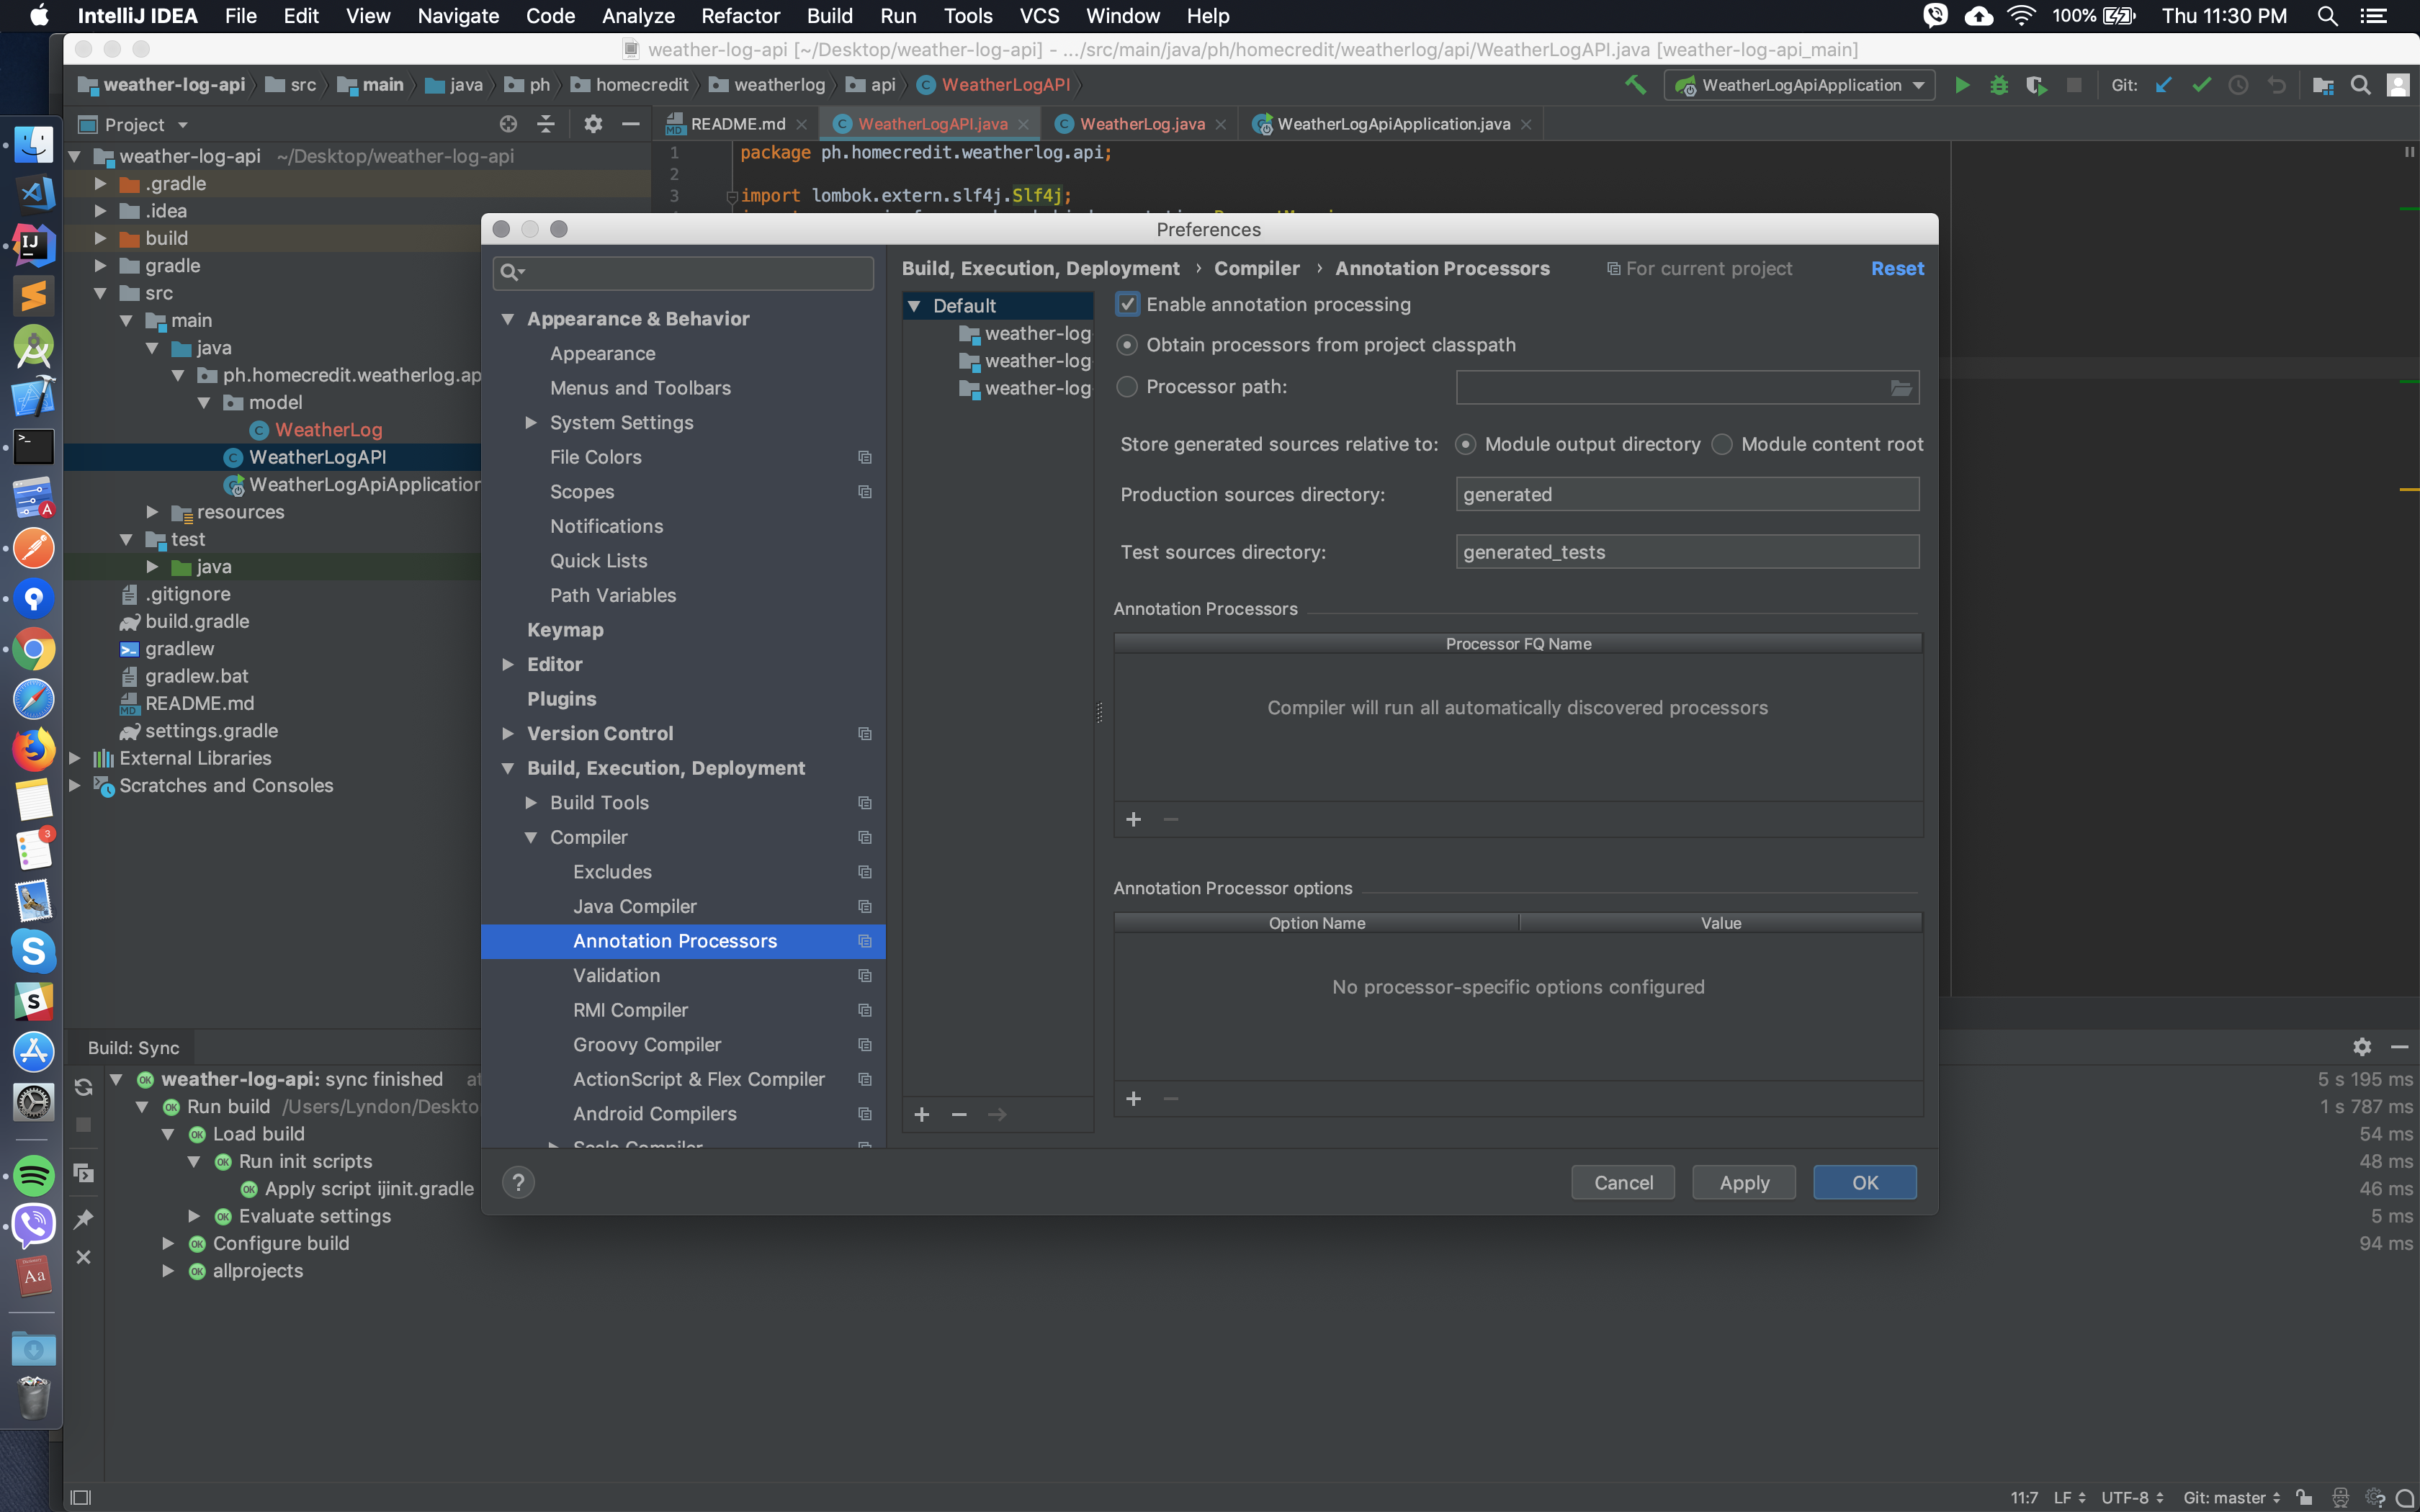 IntelliJ IDEA File Edit View Navigate Code Analyze Refactor Build Run Tools VCS Window Help 100% Thu 11:30 PM
weather-log-api [~/Desktop/weather-log-api] - .../src/main/java/ph/homecredit/weatherlog/api/WeatherLogAPI.java [weather-log-api_main]
weather-log-api src main java ph homecredit weatherlog api WeatherLogAPI WeatherLogApiApplication Git:
Project README.md WeatherLogAPI.java WeatherLog.java WeatherLogApiApplication.java
weather-log-api ~/Desktop/weather-log-api
.gradle
.idea
build
gradle
src
main
java
ph.homecredit.weatherlog.ap
model
WeatherLog
WeatherLogAPI
WeatherLogApiApplication
resources
test
java
.gitignore
build.gradle
gradlew
gradlew.bat
README.md
settings.gradle
External Libraries
Scratches and Consoles
1 package ph.homecredit.weatherlog.api;
2
3 import lombok.extern.slf4j.Slf4j;
Preferences
Appearance & Behavior
Appearance
Menus and Toolbars
System Settings
File Colors
Scopes
Notifications
Quick Lists
Path Variables
Keymap
Editor
Plugins
Version Control
Build, Execution, Deployment
Build Tools
Compiler
Excludes
Java Compiler
Annotation Processors
Validation
RMI Compiler
Groovy Compiler
ActionScript & Flex Compiler
Android Compilers
Scala Compiler
Build, Execution, Deployment › Compiler › Annotation Processors For current project Reset
Default
weather-log
weather-log
weather-log
Enable annotation processing
Obtain processors from project classpath
Processor path:
Store generated sources relative to: Module output directory Module content root
Production sources directory: generated
Test sources directory: generated_tests
Annotation Processors
Processor FQ Name
Compiler will run all automatically discovered processors
Annotation Processor options
Option Name Value
No processor-specific options configured
? Cancel Apply OK
Build: Sync
weather-log-api: sync finished at 5 s 195 ms
Run build /Users/Lyndon/Deskto 1 s 787 ms
Load build 54 ms
Run init scripts 48 ms
Apply script ijinit.gradle 46 ms
Evaluate settings 5 ms
Configure build 94 ms
allprojects
11:7 LF UTF-8 Git: master